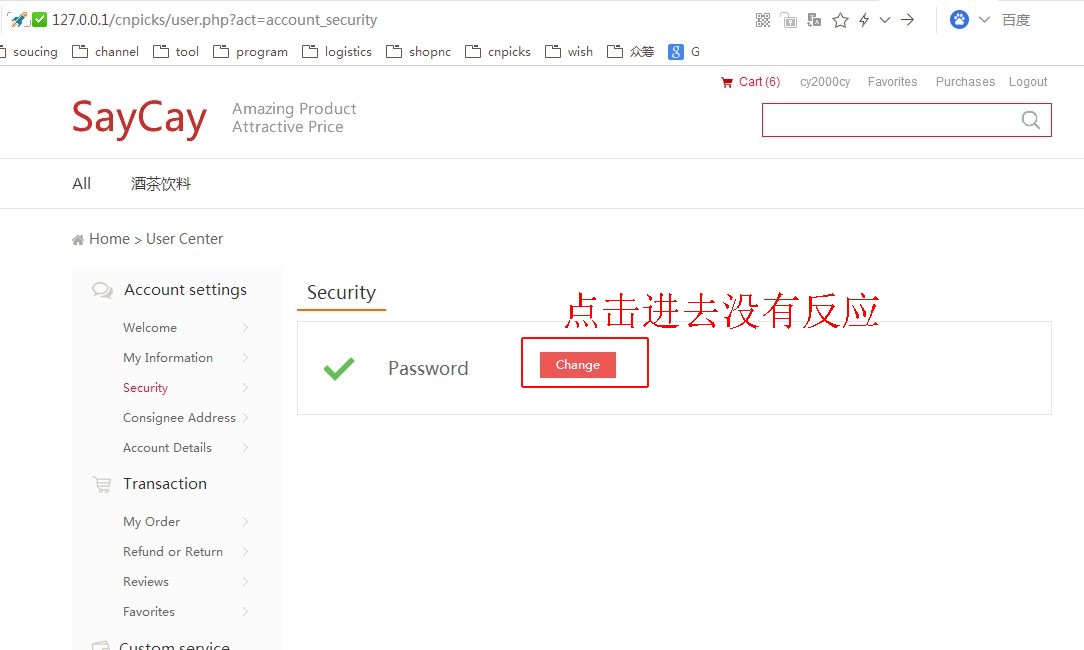 127.0.0.1/cnpicks/user.php?act=account_security
百度
soucing channel tool program logistics shopnc cnpicks wish 众筹 G
Cart (6) cy2000cy Favorites Purchases Logout
SayCay
Amazing Product
Attractive Price
All 酒茶饮料
Home > User Center
Account settings
Welcome
My Information
Security
Consignee Address
Account Details
Transaction
My Order
Refund or Return
Reviews
Favorites
Custom service
Security
点击进去没有反应
Password Change